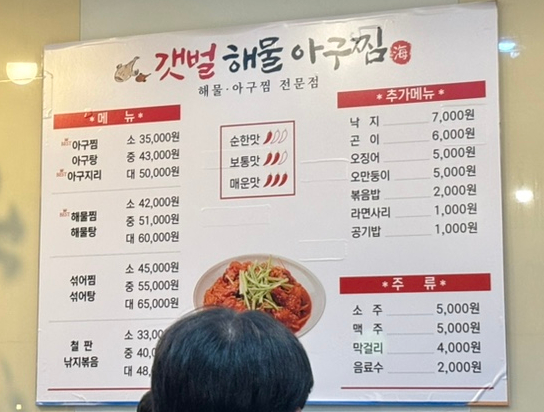 갯벌 해물 아구찜 海
해물·아구찜 전문점
*메 뉴*
BEST 아구찜 소 35,000원
아구탕 중 43,000원
BEST 아구지리 대 50,000원
BEST 해물찜 소 42,000원
해물탕 중 51,000원
대 60,000원
섞어찜 소 45,000원
섞어탕 중 55,000원
대 65,000원
철 판 소 33,00
낙지볶음 중 40,0
대 48,
순한맛
보통맛
매운맛
*추가메뉴*
낙 지 7,000원
곤 이 6,000원
오징어 5,000원
오만둥이 5,000원
볶음밥 2,000원
라면사리 1,000원
공기밥 1,000원
*주 류*
소 주 5,000원
맥 주 5,000원
막걸리 4,000원
음료수 2,000원